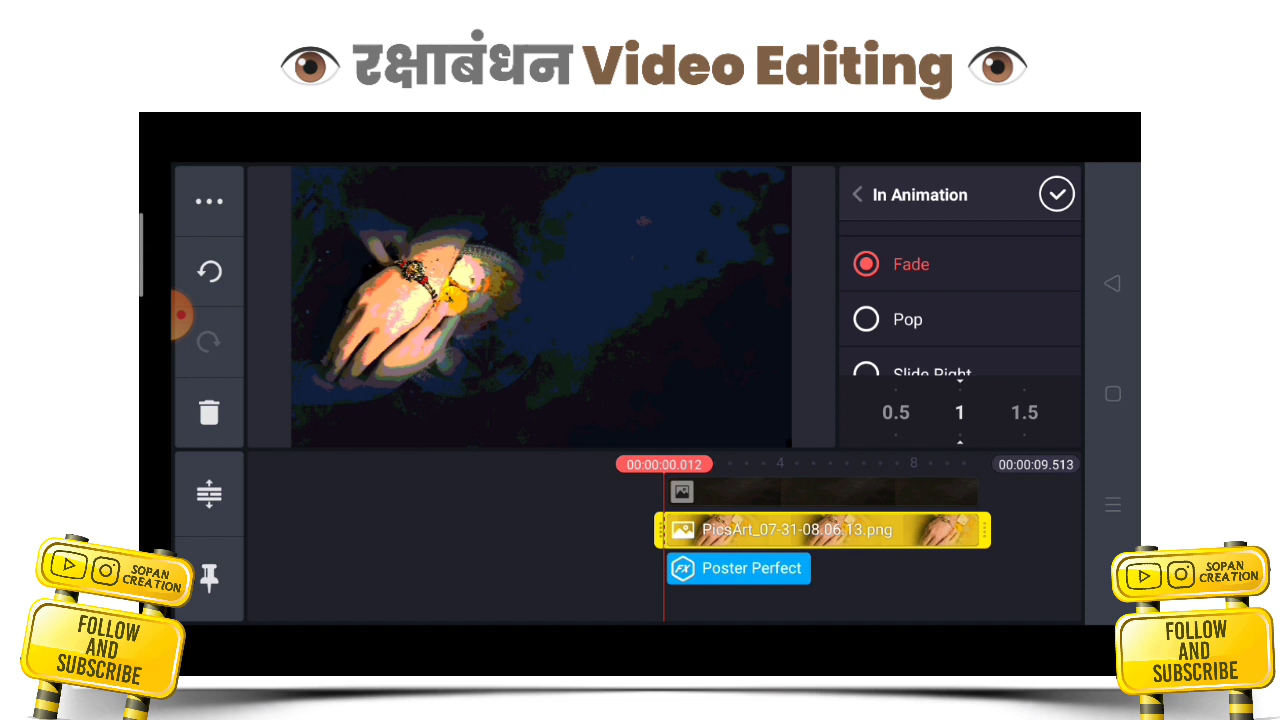 रक्षाबंधन Video Editing
In Animation
Fade
Pop
Slide Right
0.5 1 1.5
00:00:00.012 4 8 00:00:09.513
PicsArt_07-31-08.06.13.png
FX Poster Perfect
SOPAN
CREATION
FOLLOW
AND
SUBSCRIBE
SOPAN
CREATION
FOLLOW
AND
SUBSCRIBE